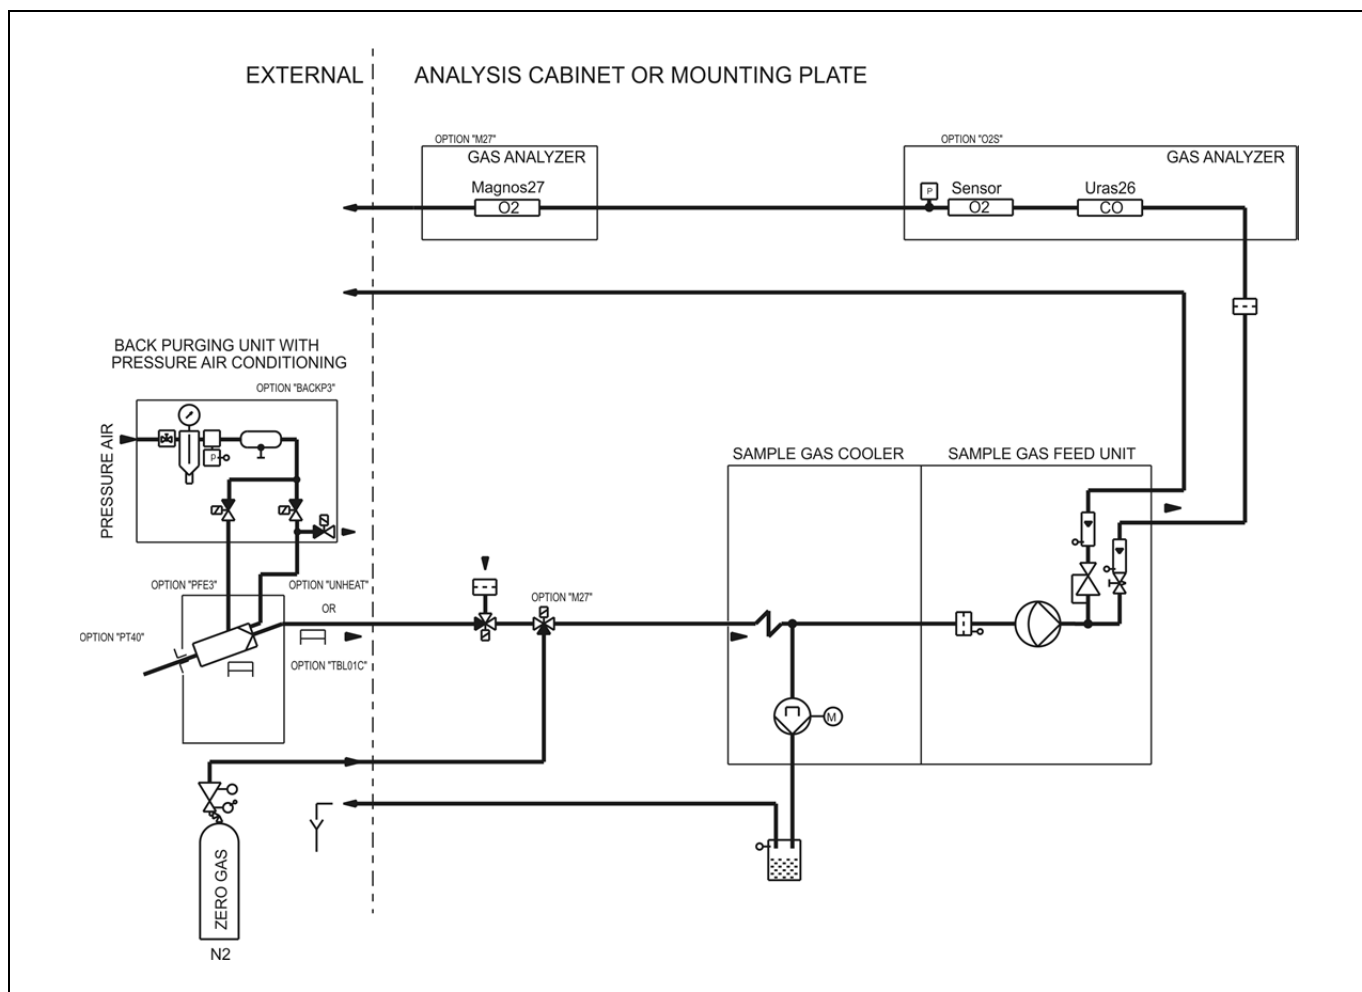 EXTERNAL
ANALYSIS CABINET OR MOUNTING PLATE
OPTION "M27"
GAS ANALYZER
Magnos27
O2
OPTION "O2S"
GAS ANALYZER
P
Sensor
O2
Uras26
CO
BACK PURGING UNIT WITH
PRESSURE AIR CONDITIONING
OPTION "BACKP3"
PRESSURE AIR
P
SAMPLE GAS COOLER
SAMPLE GAS FEED UNIT
OPTION "PFE3"
OPTION "UNHEAT"
OR
OPTION "TBL01C"
OPTION "PT40"
OPTION "M27"
M
ZERO GAS
N2